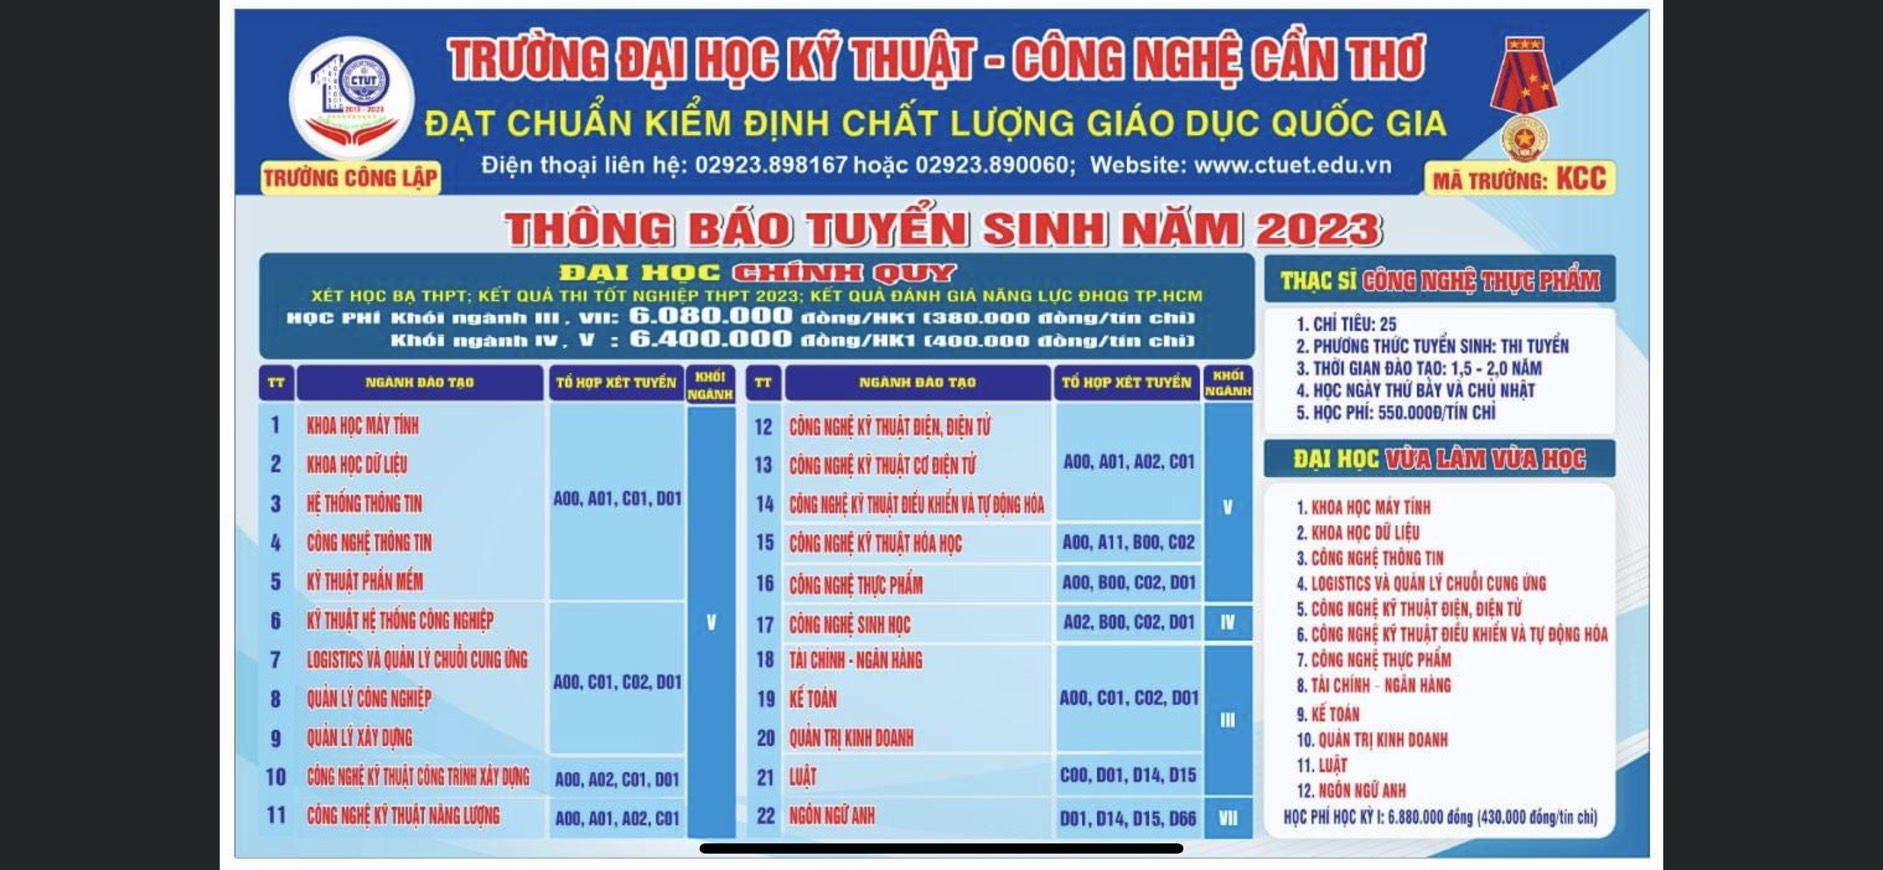 TRƯỜNG ĐẠI HỌC KỸ THUẬT - CÔNG NGHỆ CẦN THƠ
ĐẠT CHUẨN KIỂM ĐỊNH CHẤT LƯỢNG GIÁO DỤC QUỐC GIA
Điện thoại liên hệ: 02923.898167 hoặc 02923.890060; Website: www.ctuet.edu.vn
CTUT
2013 - 2023
TRƯỜNG CÔNG LẬP
MÃ TRƯỜNG: KCC
THÔNG BÁO TUYỂN SINH NĂM 2023
ĐẠI HỌC CHÍNH QUY
XÉT HỌC BẠ THPT; KẾT QUẢ THI TỐT NGHIỆP THPT 2023; KẾT QUẢ ĐÁNH GIÁ NĂNG LỰC ĐHQG TP.HCM
HỌC PHÍ Khối ngành III, VII: 6.080.000 đồng/HK1 (380.000 đồng/tín chỉ)
Khối ngành IV, V : 6.400.000 đồng/HK1 (400.000 đồng/tín chỉ)
TT NGÀNH ĐÀO TẠO TỔ HỢP XÉT TUYỂN KHỐI NGÀNH
1 KHOA HỌC MÁY TÍNH
2 KHOA HỌC DỮ LIỆU
3 HỆ THỐNG THÔNG TIN A00, A01, C01, D01
4 CÔNG NGHỆ THÔNG TIN
5 KỸ THUẬT PHẦN MỀM
6 KỸ THUẬT HỆ THỐNG CÔNG NGHIỆP V
7 LOGISTICS VÀ QUẢN LÝ CHUỖI CUNG ỨNG
A00, C01, C02, D01
8 QUẢN LÝ CÔNG NGHIỆP
9 QUẢN LÝ XÂY DỰNG
10 CÔNG NGHỆ KỸ THUẬT CÔNG TRÌNH XÂY DỰNG A00, A02, C01, D01
11 CÔNG NGHỆ KỸ THUẬT NĂNG LƯỢNG A00, A01, A02, C01
TT NGÀNH ĐÀO TẠO TỔ HỢP XÉT TUYỂN KHỐI NGÀNH
12 CÔNG NGHỆ KỸ THUẬT ĐIỆN, ĐIỆN TỬ
13 CÔNG NGHỆ KỸ THUẬT CƠ ĐIỆN TỬ A00, A01, A02, C01
14 CÔNG NGHỆ KỸ THUẬT ĐIỀU KHIỂN VÀ TỰ ĐỘNG HÓA V
15 CÔNG NGHỆ KỸ THUẬT HÓA HỌC A00, A11, B00, C02
16 CÔNG NGHỆ THỰC PHẨM A00, B00, C02, D01
17 CÔNG NGHỆ SINH HỌC A02, B00, C02, D01 IV
18 TÀI CHÍNH - NGÂN HÀNG
19 KẾ TOÁN A00, C01, C02, D01
III
20 QUẢN TRỊ KINH DOANH
21 LUẬT C00, D01, D14, D15
22 NGÔN NGỮ ANH D01, D14, D15, D66 VII
THẠC SĨ CÔNG NGHỆ THỰC PHẨM
1. CHỈ TIÊU: 25
2. PHƯƠNG THỨC TUYỂN SINH: THI TUYỂN
3. THỜI GIAN ĐÀO TẠO: 1,5 - 2,0 NĂM
4. HỌC NGÀY THỨ BẢY VÀ CHỦ NHẬT
5. HỌC PHÍ: 550.000Đ/TÍN CHỈ
ĐẠI HỌC VỪA LÀM VỪA HỌC
1. KHOA HỌC MÁY TÍNH
2. KHOA HỌC DỮ LIỆU
3. CÔNG NGHỆ THÔNG TIN
4. LOGISTICS VÀ QUẢN LÝ CHUỖI CUNG ỨNG
5. CÔNG NGHỆ KỸ THUẬT ĐIỆN, ĐIỆN TỬ
6. CÔNG NGHỆ KỸ THUẬT ĐIỀU KHIỂN VÀ TỰ ĐỘNG HÓA
7. CÔNG NGHỆ THỰC PHẨM
8. TÀI CHÍNH - NGÂN HÀNG
9. KẾ TOÁN
10. QUẢN TRỊ KINH DOANH
11. LUẬT
12. NGÔN NGỮ ANH
HỌC PHÍ HỌC KỲ I: 6.880.000 đồng (430.000 đồng/tín chỉ)